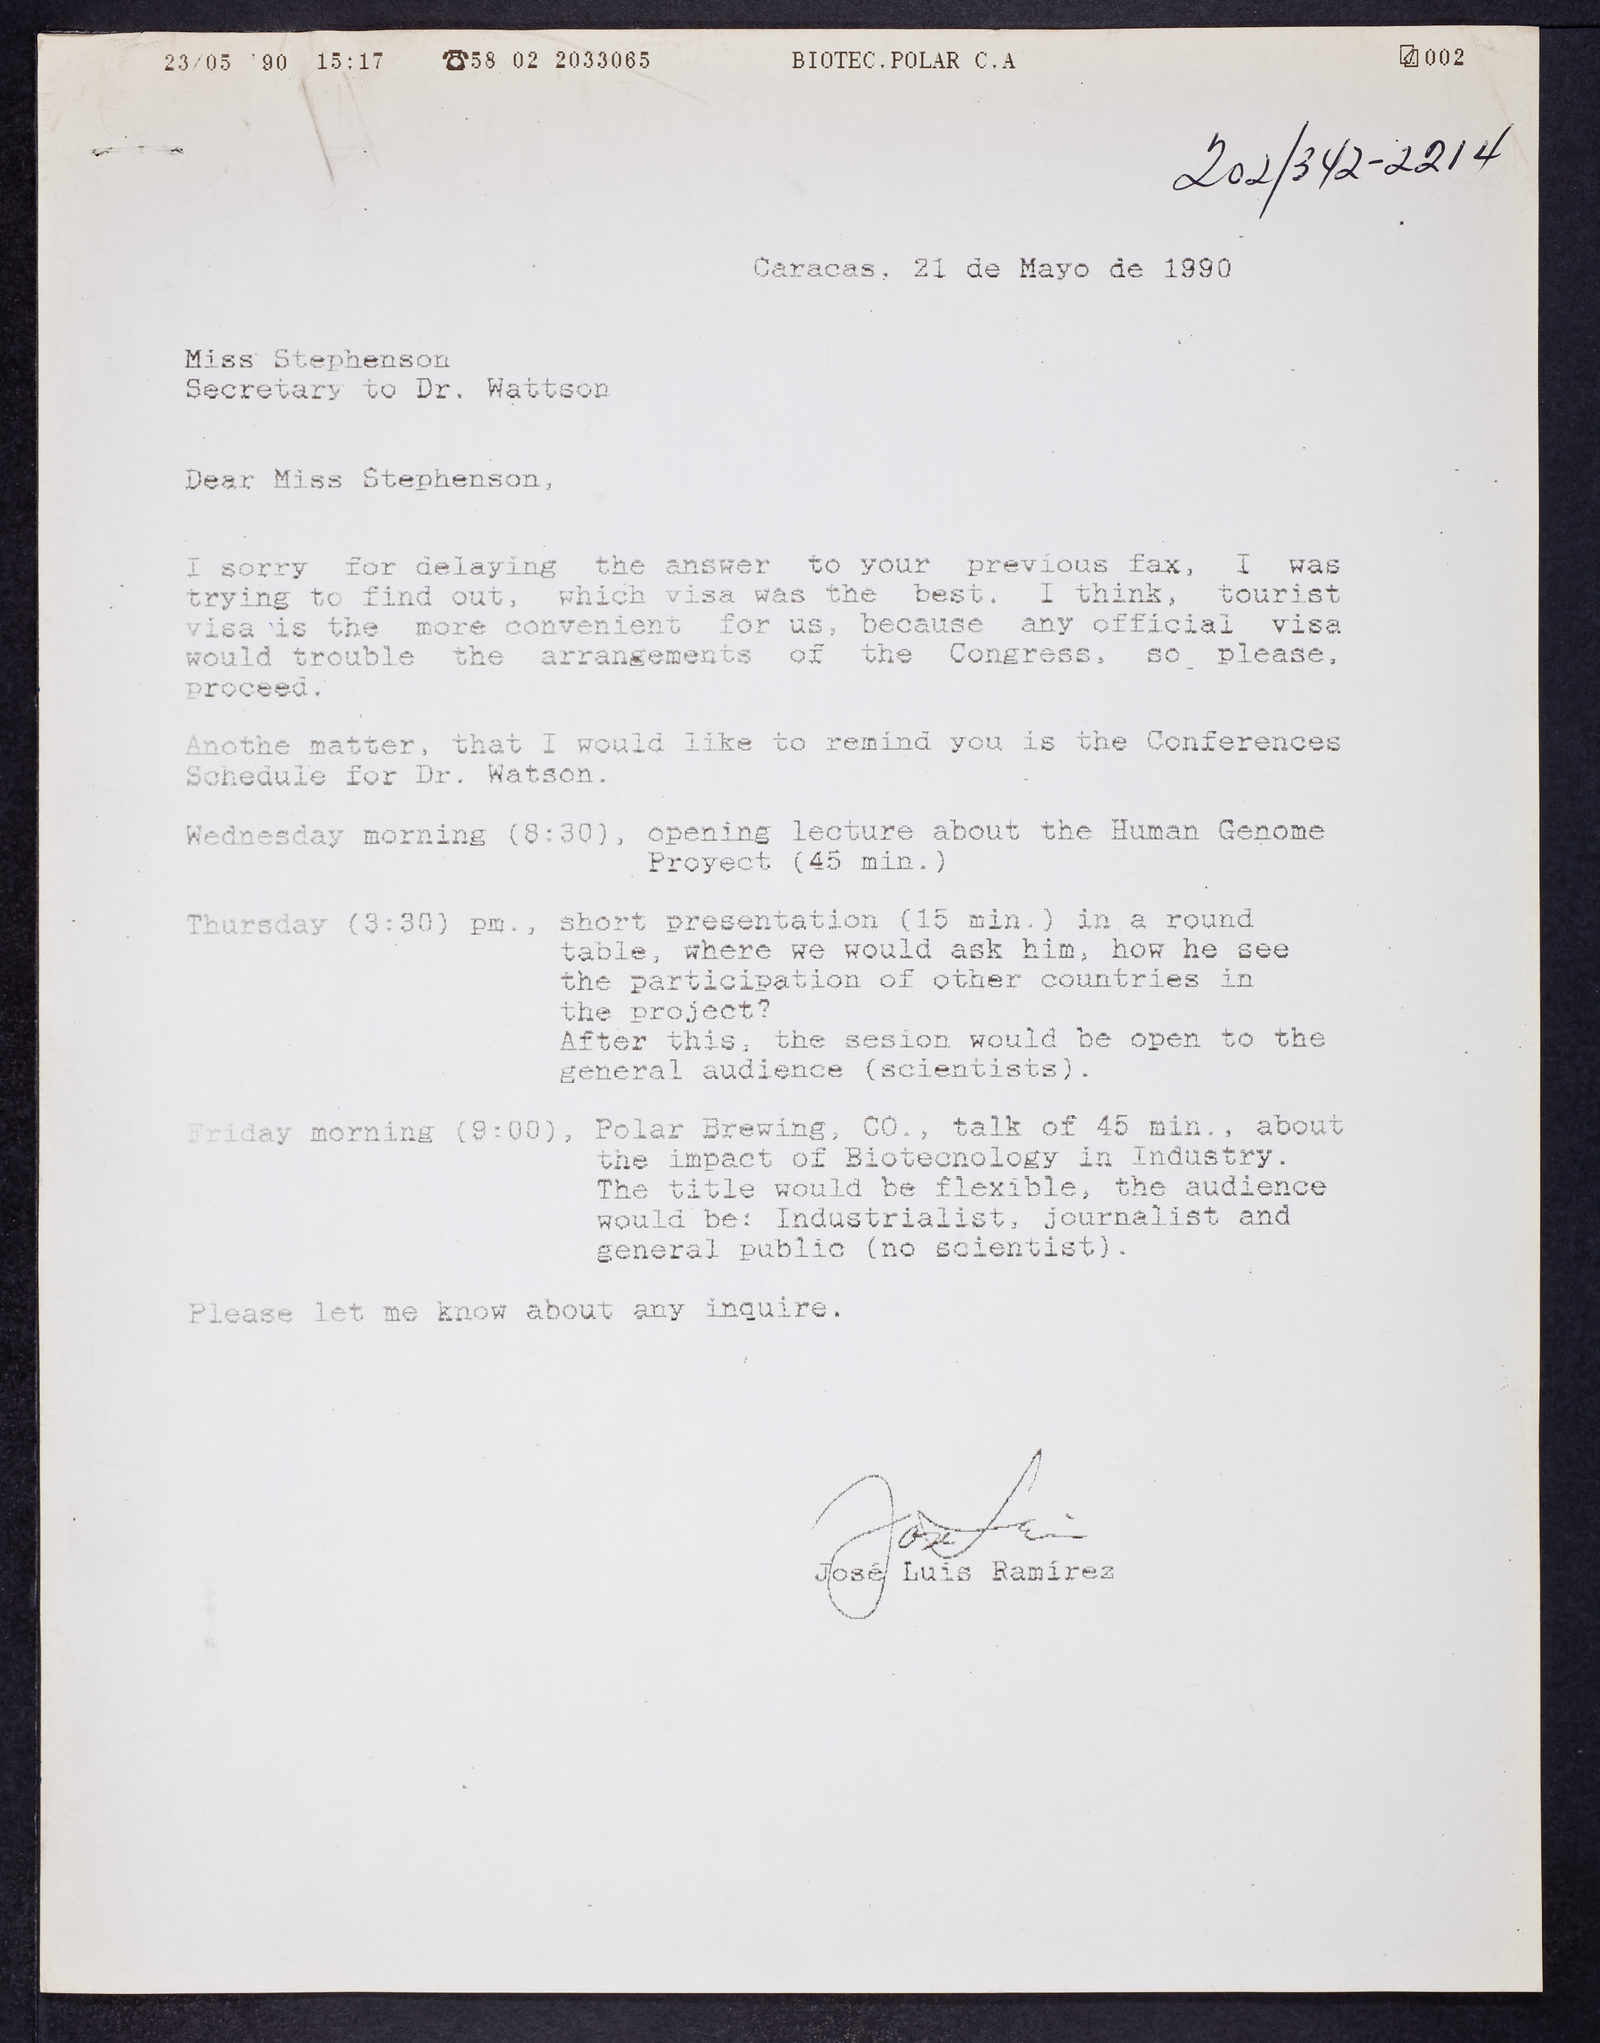 23/05 '90 15:17 ☎58 02 2033065 BIOTEC.POLAR C.A 002
202/342-2214
Caracas, 21 de Mayo de 1990
Miss Stephenson
Secretary to Dr. Wattson
Dear Miss Stephenson,
I sorry for delaying the answer to your previous fax, I was
trying to find out, which visa was the best. I think, tourist
visa is the more convenient for us, because any official visa
would trouble the arrangements of the Congress, so please,
proceed.
Anothe matter, that I would like to remind you is the Conferences
Schedule for Dr. Watson.
Wednesday morning (8:30), opening lecture about the Human Genome
Proyect (45 min.)
Thursday (3:30) pm., short presentation (15 min.) in a round
table, where we would ask him, how he see
the participation of other countries in
the project?
After this, the sesion would be open to the
general audience (scientists).
Friday morning (9:00), Polar Brewing, CO., talk of 45 min., about
the impact of Biotecnology in Industry.
The title would be flexible, the audience
would be: Industrialist, journalist and
general public (no scientist).
Please let me know about any inquire.
José Luis
José Luis Ramírez